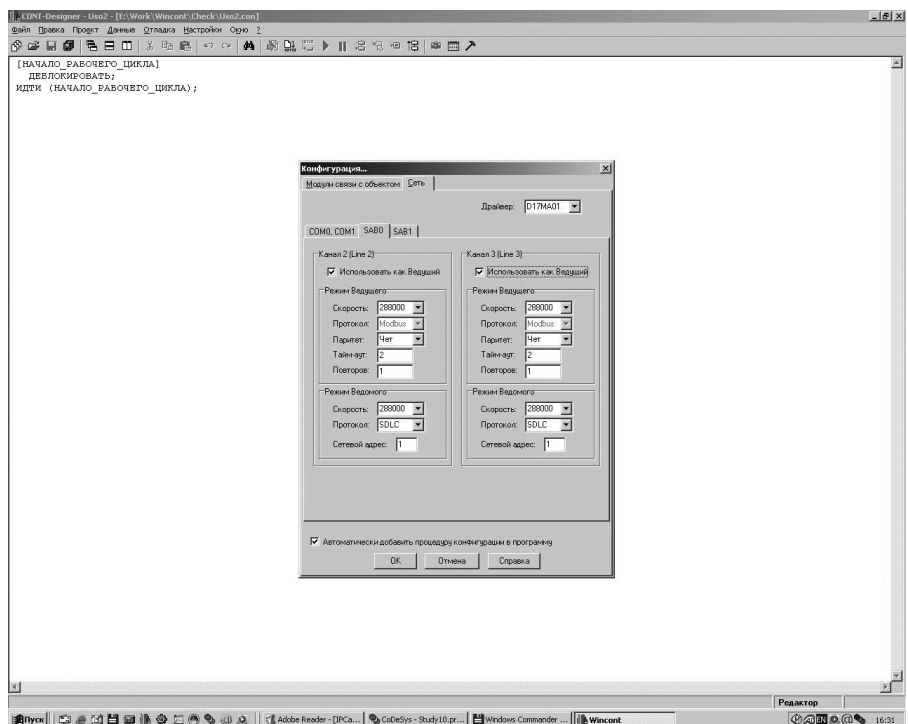 CONT-Designer - Uso2 - [E:\Work\Wincont\Check\Uso2.con]
Файл Правка Проект Данные Отладка Настройки Окно ?
[НАЧАЛО_РАБОЧЕГО_ЦИКЛА]
ДЕБЛОКИРОВАТЬ;
ИДТИ (НАЧАЛО_РАБОЧЕГО_ЦИКЛА);
Конфигурация...
Модули связи с объектом Сеть
Драйвер: D17MA01
COM0, COM1 SAB0 SAB1
Канал 2 (Line 2) Канал 3 (Line 3)
Использовать как Ведущий Использовать как Ведущий
Режим Ведущего Режим Ведущего
Скорость: 288000 Скорость: 288000
Протокол: Modbus Протокол: Modbus
Паритет: Чет Паритет: Чет
Тайм-аут: 2 Тайм-аут: 2
Повторов: 1 Повторов: 1
Режим Ведомого Режим Ведомого
Скорость: 288000 Скорость: 288000
Протокол: SDLC Протокол: SDLC
Сетевой адрес: 1 Сетевой адрес: 1
Автоматически добавить процедуру конфигурации в программу
OK Отмена Справка
Редактор
Пуск Adobe Reader - [IPCa... CoDeSys - Study10.pr... Windows Commander ... Wincont EN 16:31